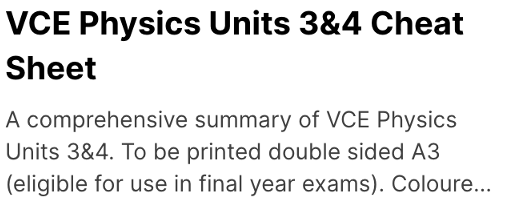 VCE Physics Units 3&4 Cheat
Sheet
A comprehensive summary of VCE Physics
Units 3&4. To be printed double sided A3
(eligible for use in final year exams). Coloure...